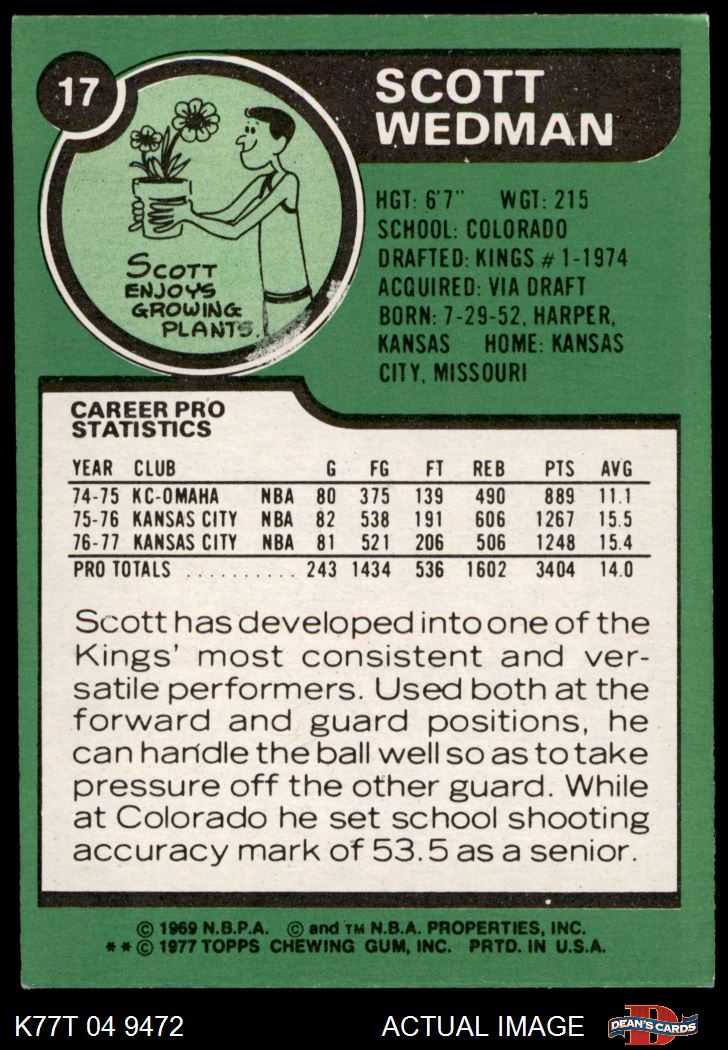 17
SCOTT
WEDMAN
HGT: 6'7" WGT: 215
SCHOOL: COLORADO
DRAFTED: KINGS # 1-1974
ACQUIRED: VIA DRAFT
BORN: 7-29-52, HARPER,
KANSAS HOME: KANSAS
CITY, MISSOURI
SCOTT
ENJOYS
GROWING
PLANTS.
CAREER PRO
STATISTICS
YEAR CLUB G FG FT REB PTS AVG
74-75 KC-OMAHA NBA 80 375 139 490 889 11.1
75-76 KANSAS CITY NBA 82 538 191 606 1267 15.5
76-77 KANSAS CITY NBA 81 521 206 506 1248 15.4
PRO TOTALS .......... 243 1434 536 1602 3404 14.0
Scott has developed into one of the
Kings' most consistent and ver-
satile performers. Used both at the
forward and guard positions, he
can handle the ball well so as to take
pressure off the other guard. While
at Colorado he set school shooting
accuracy mark of 53.5 as a senior.
© 1969 N.B.P.A. © and TM N.B.A. PROPERTIES, INC.
* * © 1977 TOPPS CHEWING GUM, INC. PRTD. IN U.S.A.
K77T 04 9472 ACTUAL IMAGE DEAN'S CARDS